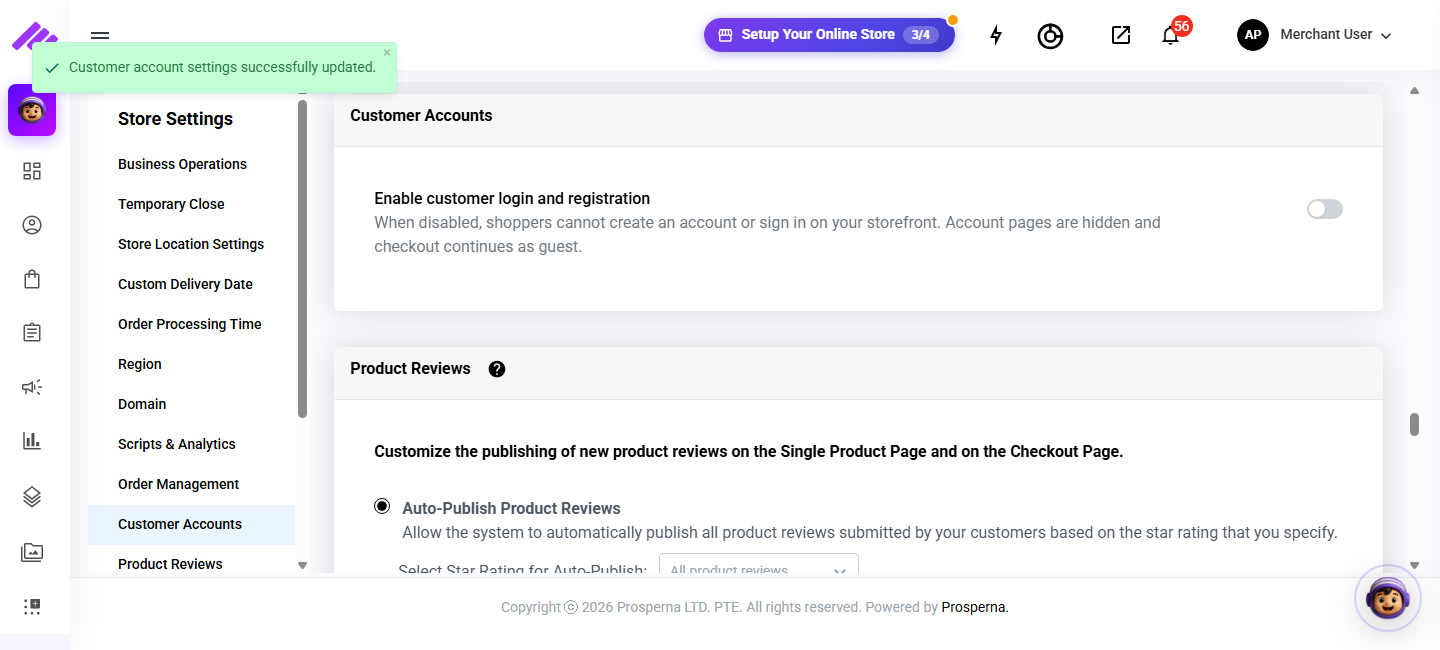 Setup Your Online Store 3/4
56
AP Merchant User
Customer account settings successfully updated. ×
Store Settings
Business Operations
Temporary Close
Store Location Settings
Custom Delivery Date
Order Processing Time
Region
Domain
Scripts & Analytics
Order Management
Customer Accounts
Product Reviews
Customer Accounts
Enable customer login and registration
When disabled, shoppers cannot create an account or sign in on your storefront. Account pages are hidden and
checkout continues as guest.
Product Reviews ?
Customize the publishing of new product reviews on the Single Product Page and on the Checkout Page.
Auto-Publish Product Reviews
Allow the system to automatically publish all product reviews submitted by your customers based on the star rating that you specify.
Select Star Rating for Auto-Publish: All product reviews
Copyright ⓒ 2026 Prosperna LTD. PTE. All rights reserved. Powered by Prosperna.